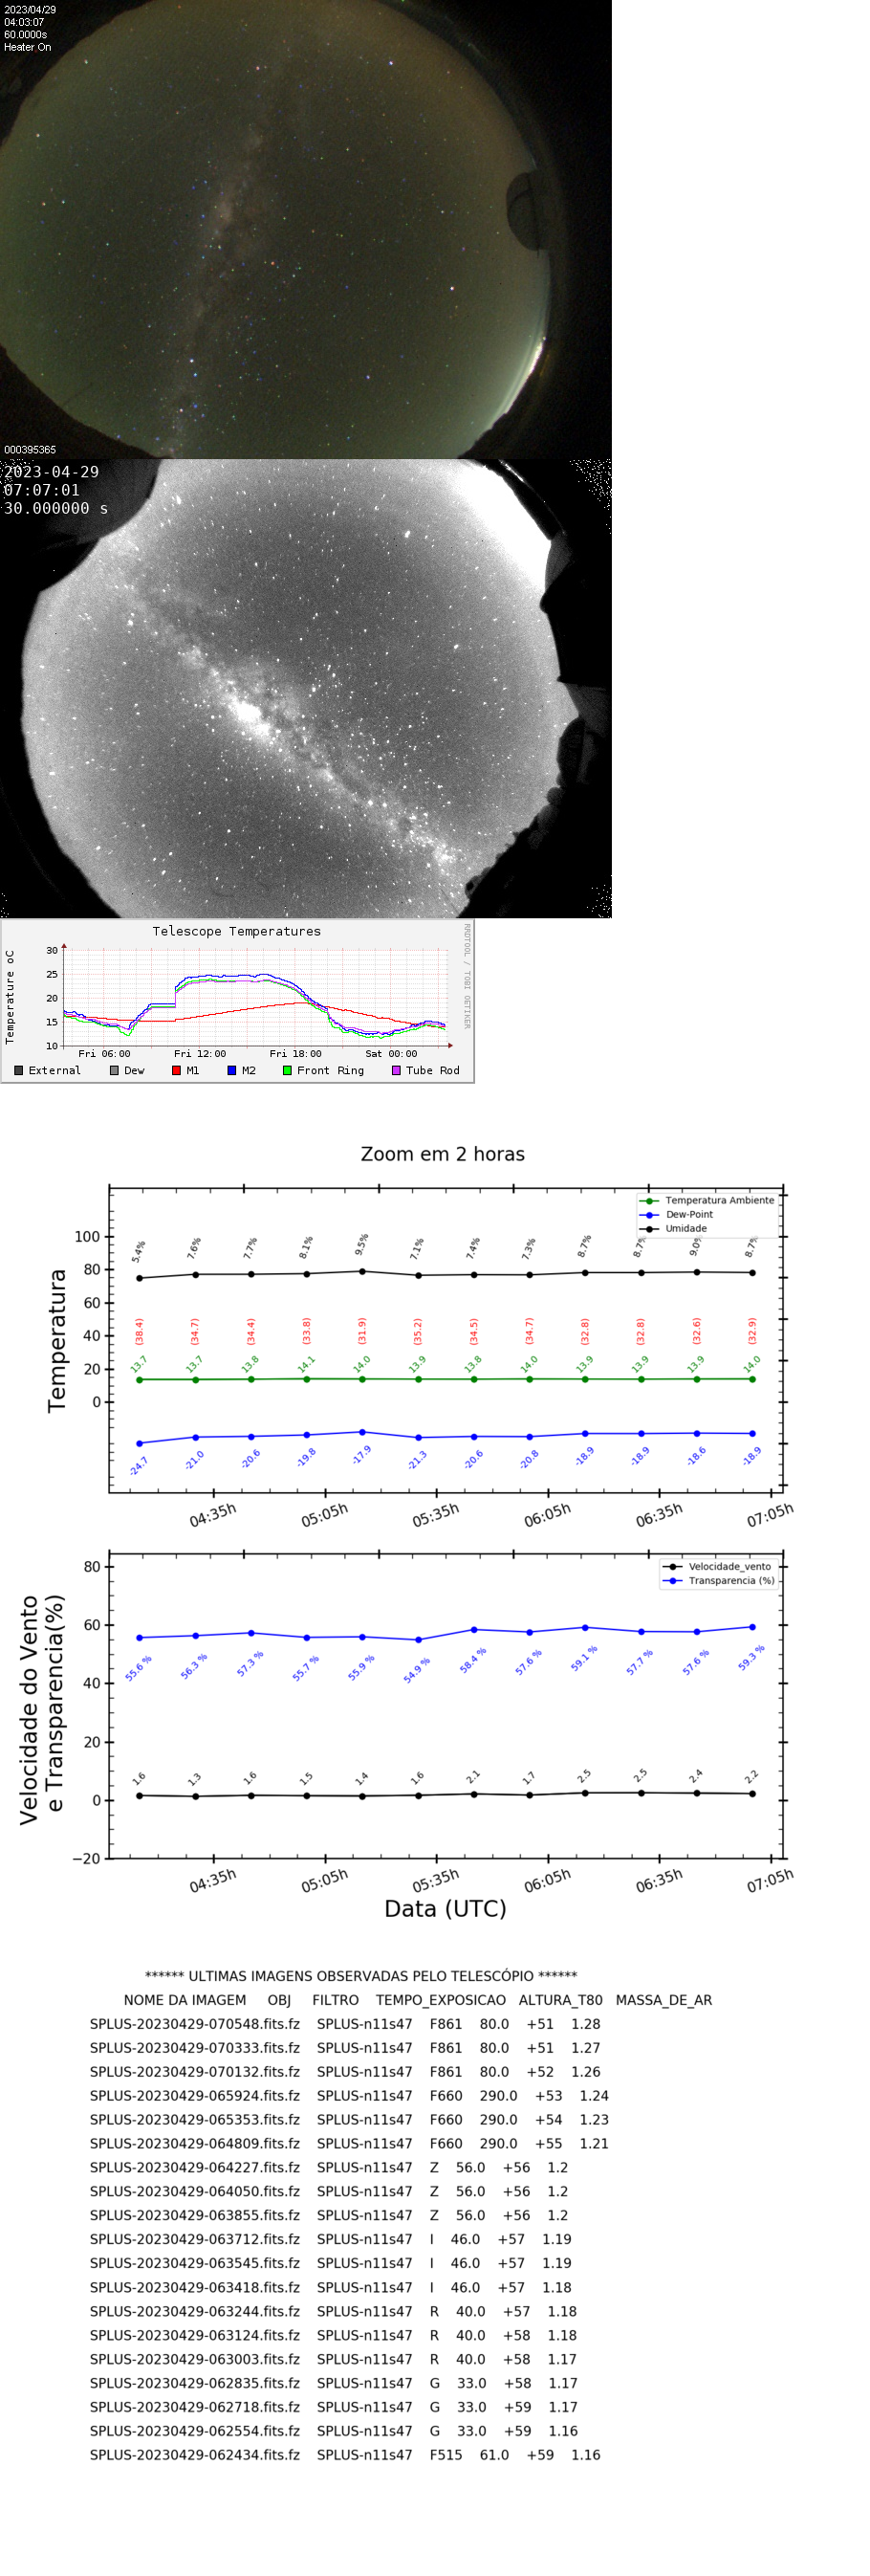 2023/04/29
04:03:07
60.0000s
Heater On
000395365
2023-04-29
07:07:01
30.000000 s
Telescope Temperatures
RRDTOOL / TOBI OETIKER
Temperature oC
30
25
20
15
10
Fri 06:00 Fri 12:00 Fri 18:00 Sat 00:00
External Dew M1 M2 Front Ring Tube Rod
Zoom em 2 horas
Temperatura Ambiente
Dew-Point
Umidade
Temperatura
100
80
60
40
20
0
5.4% 7.6% 7.7% 8.1% 9.5% 7.1% 7.4% 7.3% 8.7% 8.7% 9.0% 8.7%
(38.4) (34.7) (34.4) (33.8) (31.9) (35.2) (34.5) (34.7) (32.8) (32.8) (32.6) (32.9)
13.7 13.7 13.8 14.1 14.0 13.9 13.8 14.0 13.9 13.9 13.9 14.0
-24.7 -21.0 -20.6 -19.8 -17.9 -21.3 -20.6 -20.8 -18.9 -18.9 -18.6 -18.9
04:35h 05:05h 05:35h 06:05h 06:35h 07:05h
Velocidade_vento
Transparencia (%)
Velocidade do Vento
e Transparencia(%)
80
60
40
20
0
−20
55.6 % 56.3 % 57.3 % 55.7 % 55.9 % 54.9 % 58.4 % 57.6 % 59.1 % 57.7 % 57.6 % 59.3 %
1.6 1.3 1.6 1.5 1.4 1.6 2.1 1.7 2.5 2.5 2.4 2.2
04:35h 05:05h 05:35h 06:05h 06:35h 07:05h
Data (UTC)
****** ULTIMAS IMAGENS OBSERVADAS PELO TELESCÓPIO ******
NOME DA IMAGEM OBJ FILTRO TEMPO_EXPOSICAO ALTURA_T80 MASSA_DE_AR
SPLUS-20230429-070548.fits.fz SPLUS-n11s47 F861 80.0 +51 1.28
SPLUS-20230429-070333.fits.fz SPLUS-n11s47 F861 80.0 +51 1.27
SPLUS-20230429-070132.fits.fz SPLUS-n11s47 F861 80.0 +52 1.26
SPLUS-20230429-065924.fits.fz SPLUS-n11s47 F660 290.0 +53 1.24
SPLUS-20230429-065353.fits.fz SPLUS-n11s47 F660 290.0 +54 1.23
SPLUS-20230429-064809.fits.fz SPLUS-n11s47 F660 290.0 +55 1.21
SPLUS-20230429-064227.fits.fz SPLUS-n11s47 Z 56.0 +56 1.2
SPLUS-20230429-064050.fits.fz SPLUS-n11s47 Z 56.0 +56 1.2
SPLUS-20230429-063855.fits.fz SPLUS-n11s47 Z 56.0 +56 1.2
SPLUS-20230429-063712.fits.fz SPLUS-n11s47 I 46.0 +57 1.19
SPLUS-20230429-063545.fits.fz SPLUS-n11s47 I 46.0 +57 1.19
SPLUS-20230429-063418.fits.fz SPLUS-n11s47 I 46.0 +57 1.18
SPLUS-20230429-063244.fits.fz SPLUS-n11s47 R 40.0 +57 1.18
SPLUS-20230429-063124.fits.fz SPLUS-n11s47 R 40.0 +58 1.18
SPLUS-20230429-063003.fits.fz SPLUS-n11s47 R 40.0 +58 1.17
SPLUS-20230429-062835.fits.fz SPLUS-n11s47 G 33.0 +58 1.17
SPLUS-20230429-062718.fits.fz SPLUS-n11s47 G 33.0 +59 1.17
SPLUS-20230429-062554.fits.fz SPLUS-n11s47 G 33.0 +59 1.16
SPLUS-20230429-062434.fits.fz SPLUS-n11s47 F515 61.0 +59 1.16